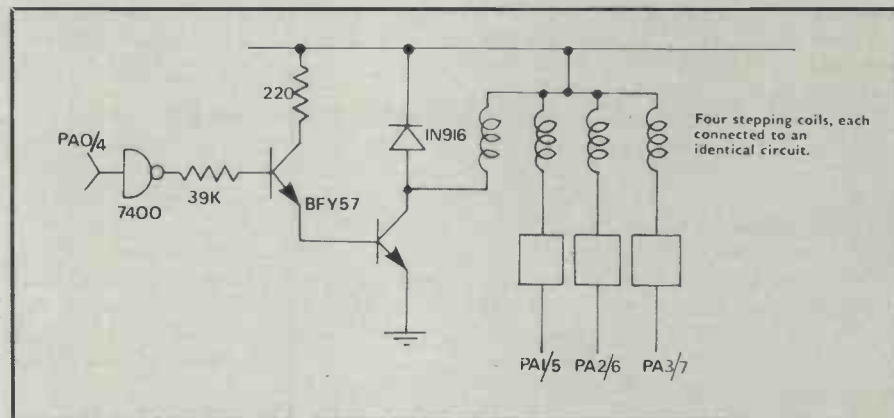 220
IN916
Four stepping coils, each
connected to an
identical circuit.
PA0/4
7400
39K
BFY57
PA1/5 PA2/6 PA3/7